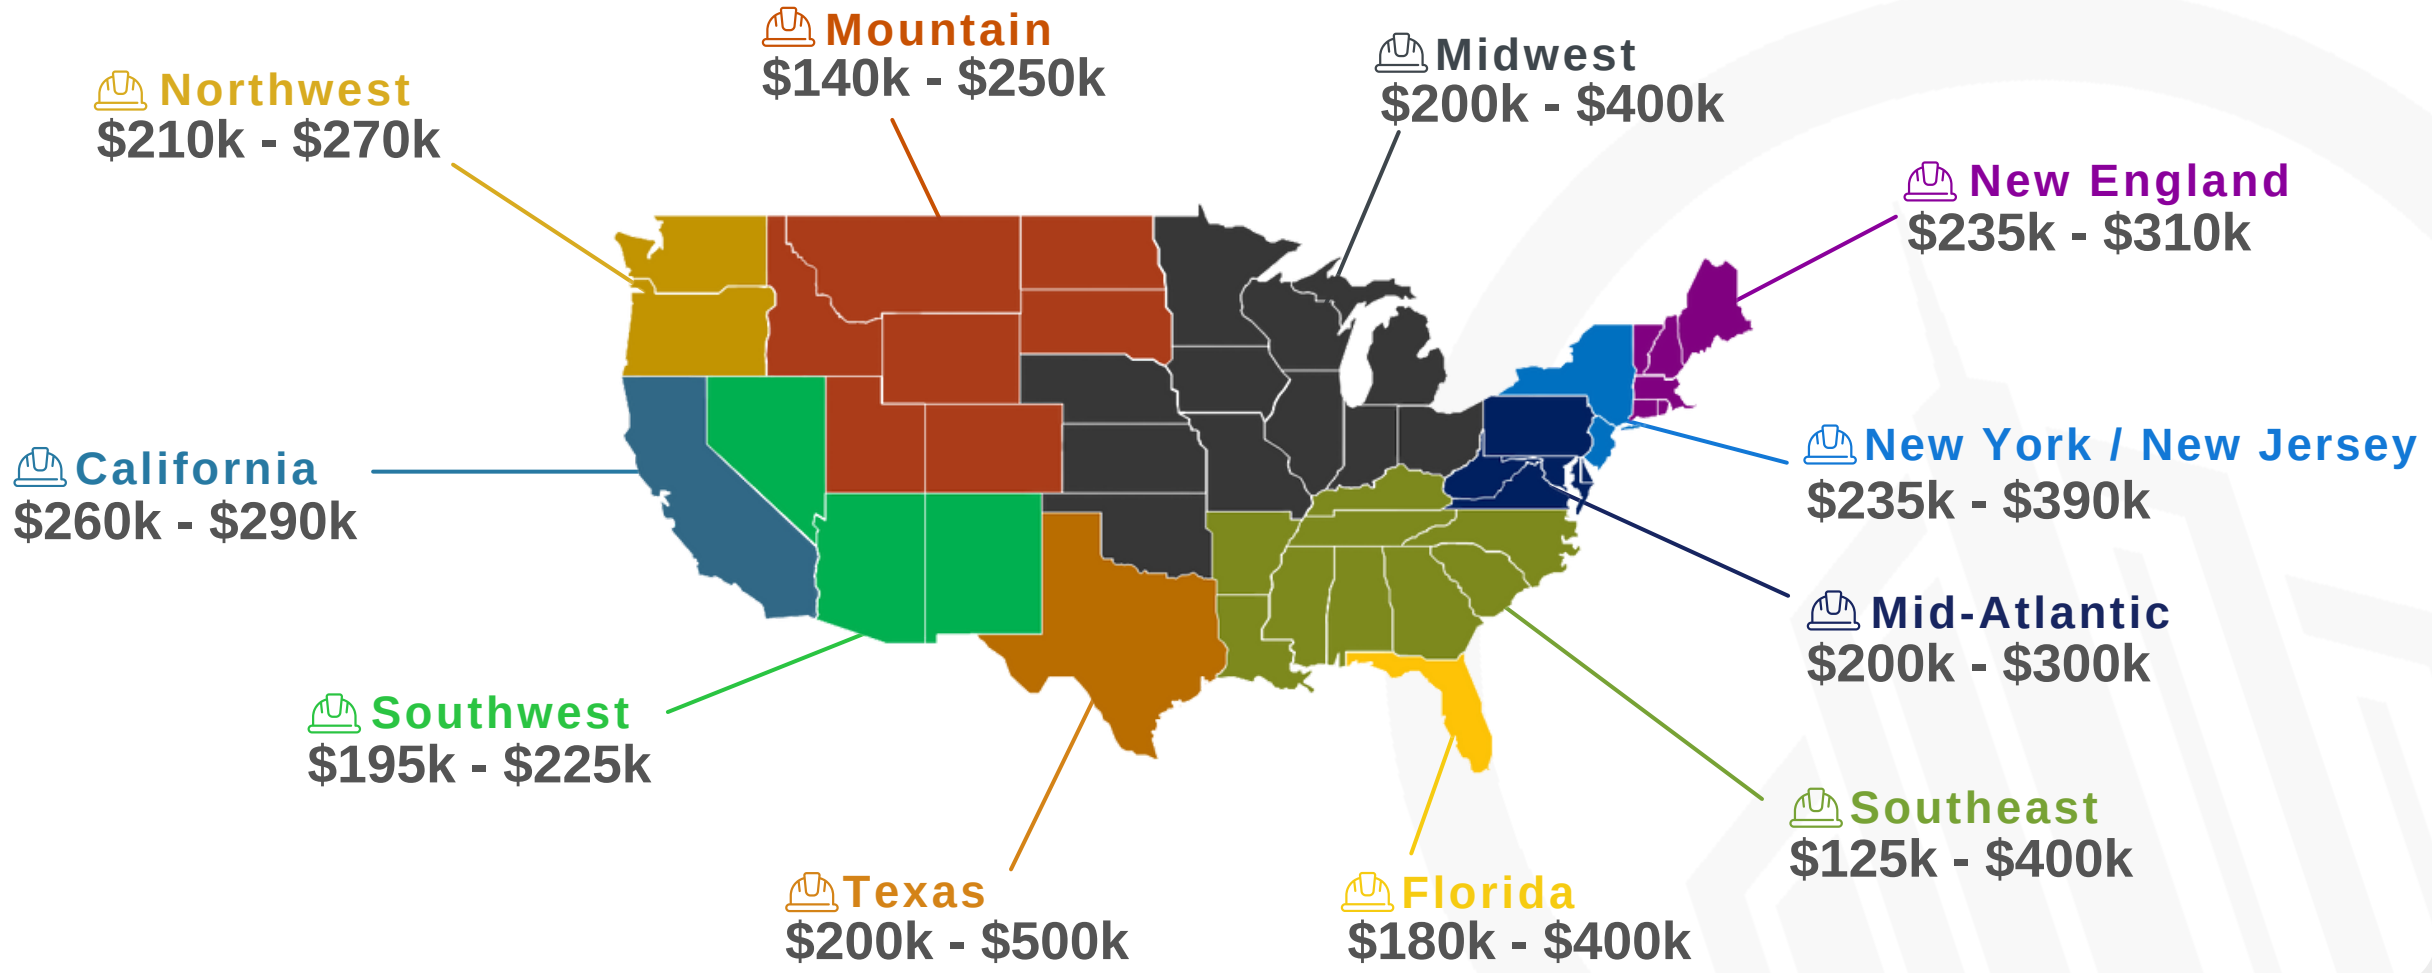 Mountain
$140k - $250k
Midwest
$200k - $400k
Northwest
$210k - $270k
New England
$235k - $310k
California
$260k - $290k
New York / New Jersey
$235k - $390k
Mid-Atlantic
$200k - $300k
Southwest
$195k - $225k
Southeast
$125k - $400k
Texas
$200k - $500k
Florida
$180k - $400k